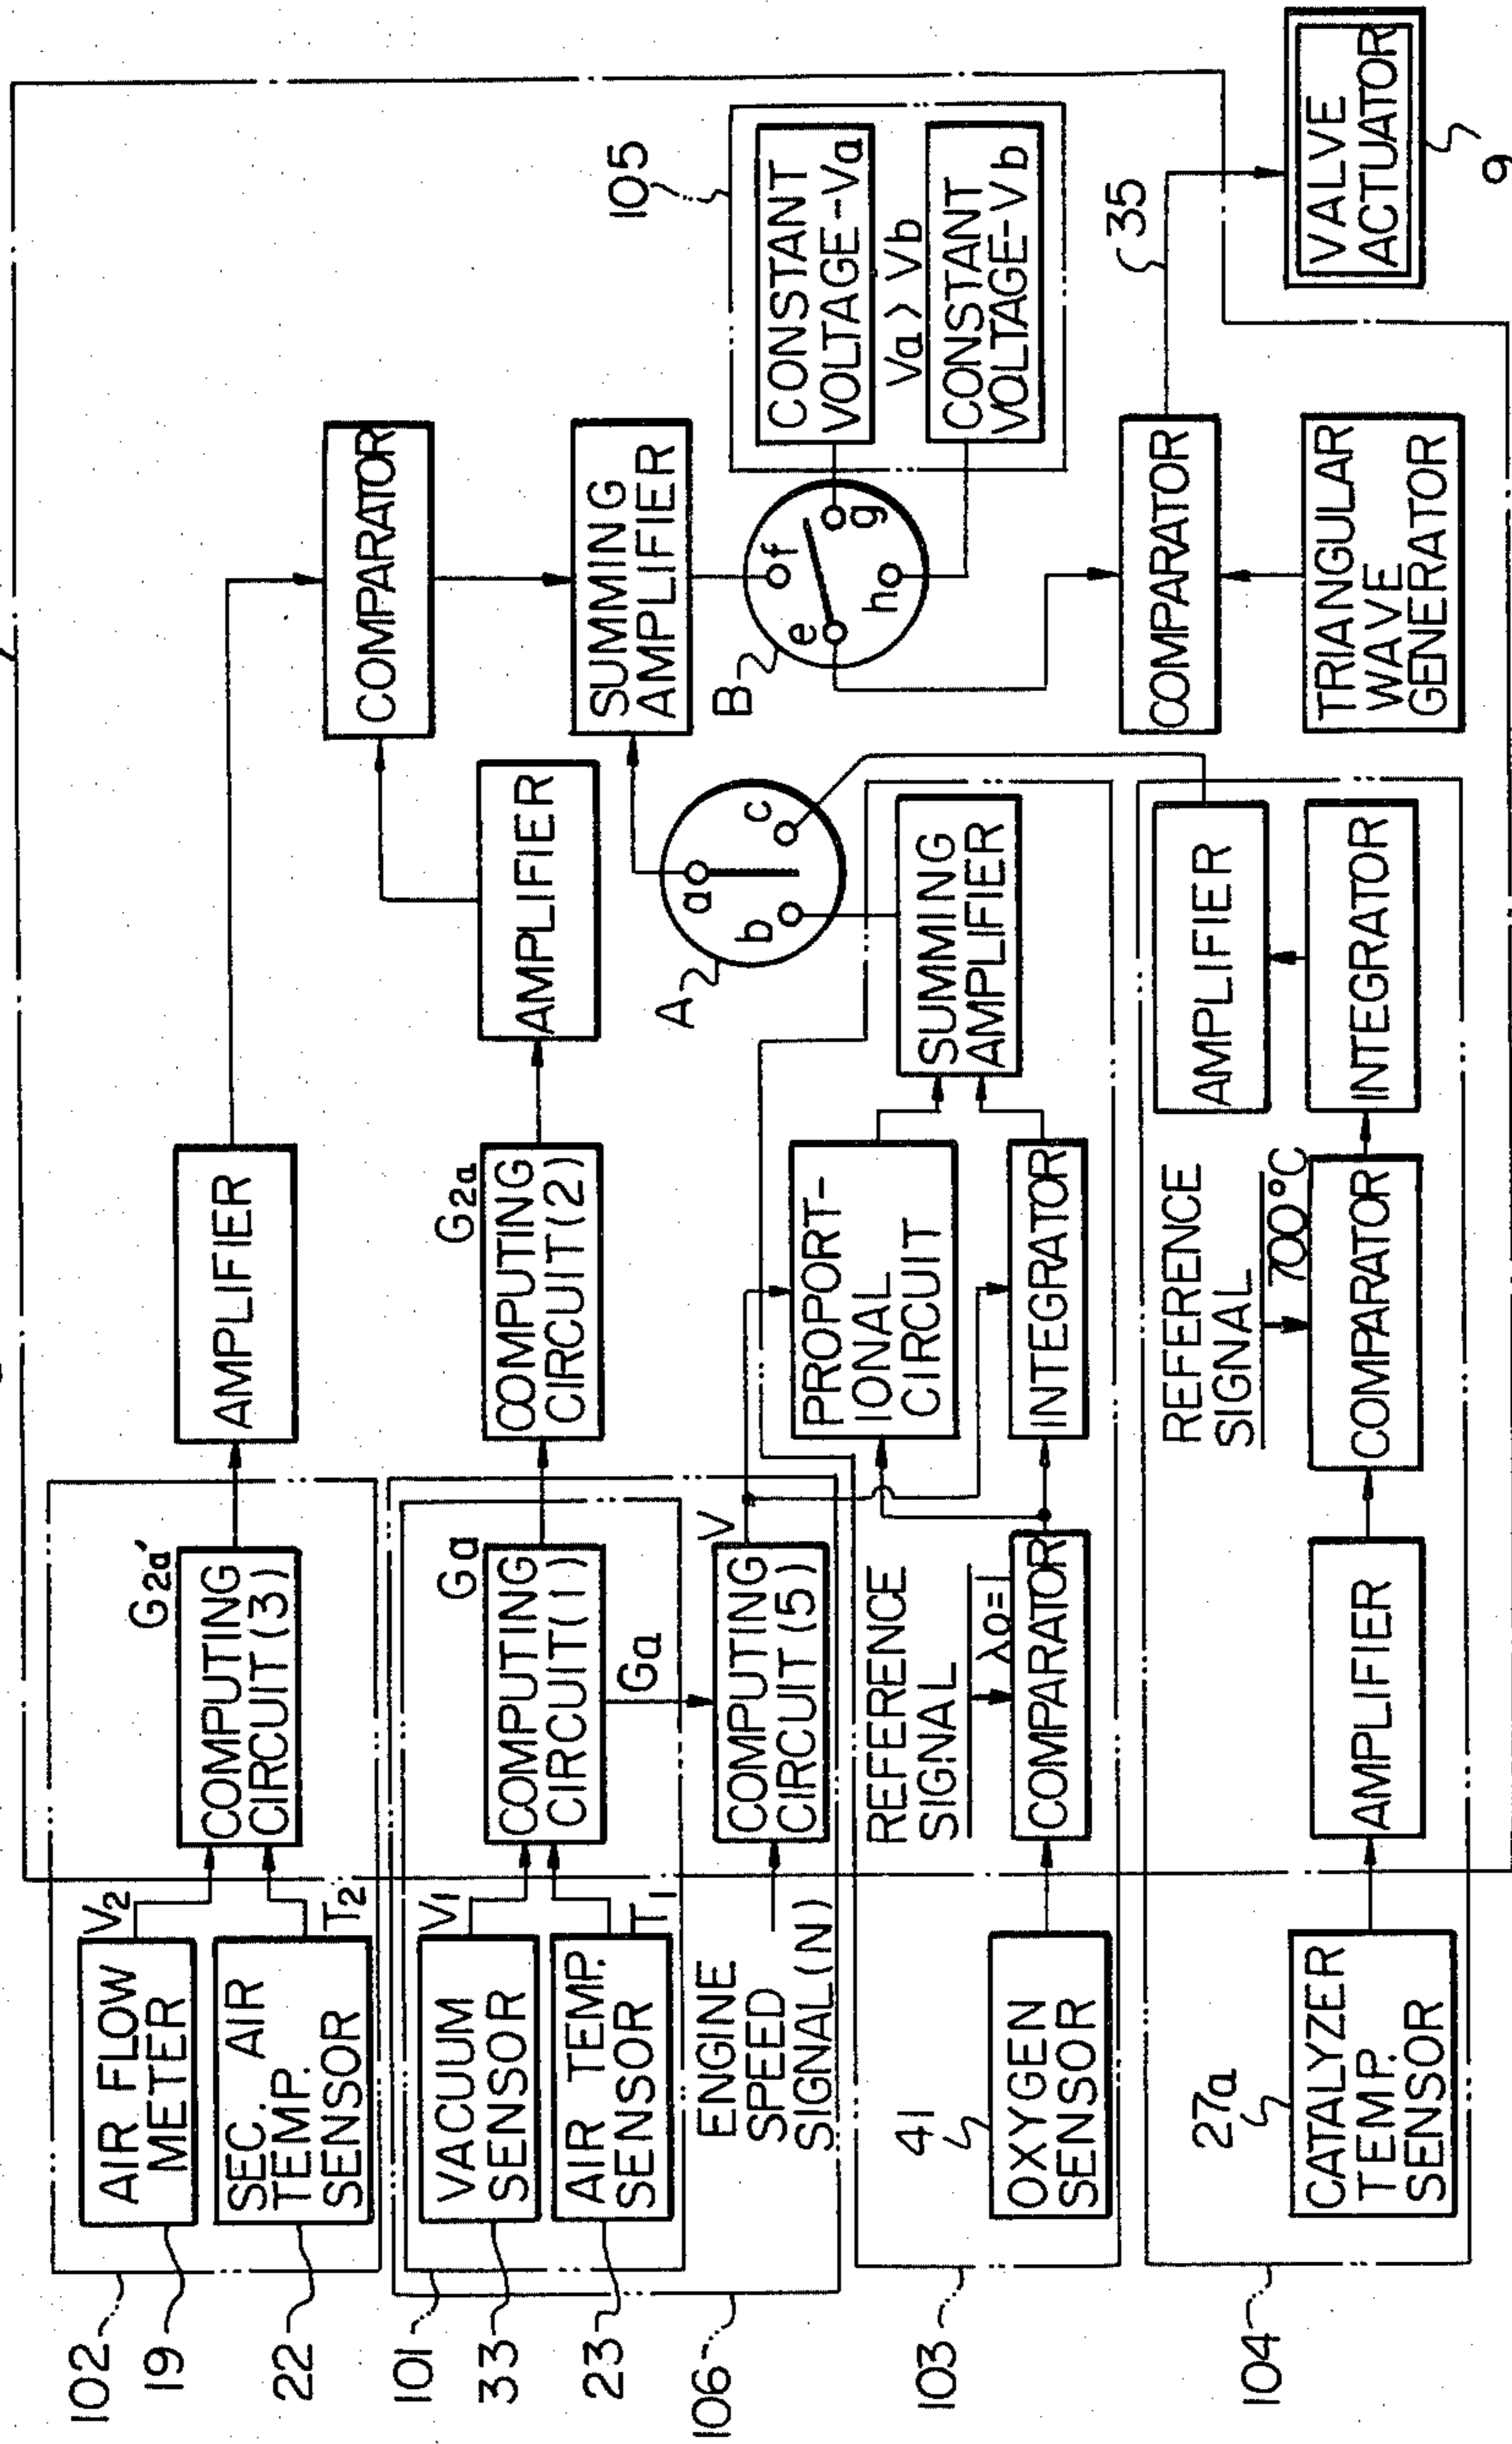 102
19
AIR FLOW
METER
V2
22
SEC. AIR
TEMP.
SENSOR
T2
G2a'
COMPUTING
CIRCUIT (3)
AMPLIFIER
101
33
VACUUM
SENSOR
V1
23
AIR TEMP.
SENSOR
T1
Ga
COMPUTING
CIRCUIT (1)
Ga
G2a
COMPUTING
CIRCUIT (2)
AMPLIFIER
COMPARATOR
SUMMING
AMPLIFIER
106
ENGINE
SPEED
SIGNAL (N)
V
COMPUTING
CIRCUIT (5)
PROPORT-
IONAL
CIRCUIT
INTEGRATOR
SUMMING
AMPLIFIER
A
a
b
c
B
e
f
g
h
105
CONSTANT
VOLTAGE-Va
Va > Vb
CONSTANT
VOLTAGE-Vb
103
41
OXYGEN
SENSOR
REFERENCE
SIGNAL
λo=1
COMPARATOR
104
27a
CATALYZER
TEMP.
SENSOR
AMPLIFIER
REFERENCE
SIGNAL
700°C
COMPARATOR
INTEGRATOR
AMPLIFIER
COMPARATOR
TRIANGULAR
WAVE
GENERATOR
35
VALVE
ACTUATOR
9